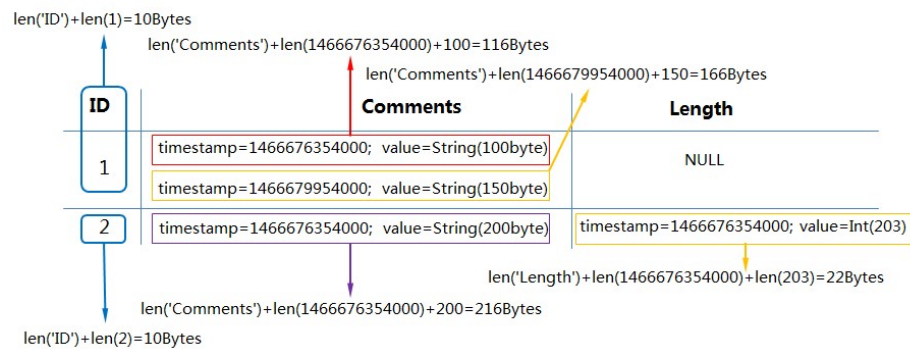 len('ID')+len(1)=10Bytes
len('Comments')+len(1466676354000)+100=116Bytes
len('Comments')+len(1466679954000)+150=166Bytes
ID Comments Length
timestamp=1466676354000; value=String(100byte)
1 NULL
timestamp=1466679954000; value=String(150byte)
2 timestamp=1466676354000; value=String(200byte) timestamp=1466676354000; value=Int(203)
len('Length')+len(1466676354000)+len(203)=22Bytes
len('Comments')+len(1466676354000)+200=216Bytes
len('ID')+len(2)=10Bytes